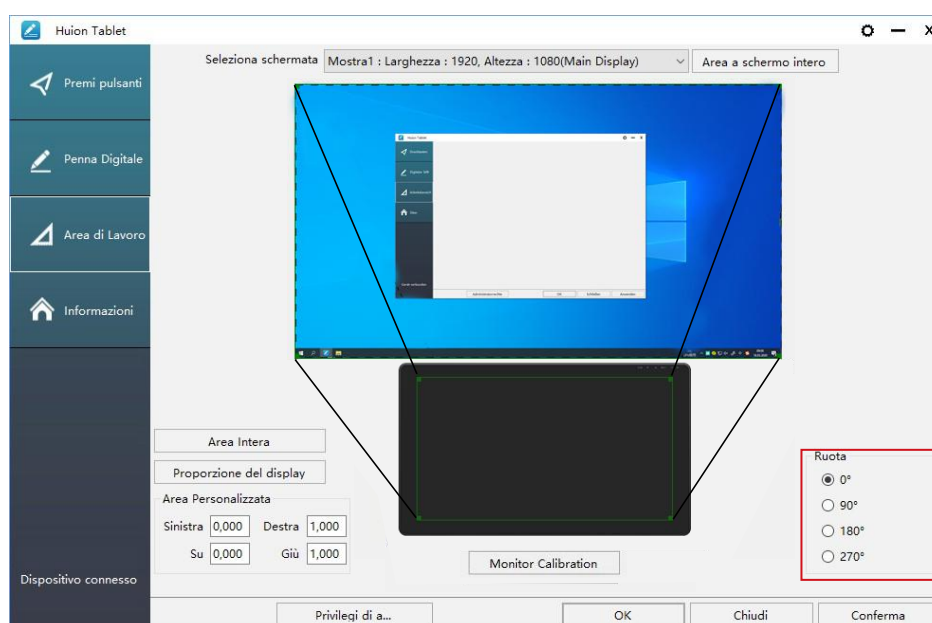 Huion Tablet
Seleziona schermata
Mostra1 : Larghezza : 1920, Altezza : 1080(Main Display)
Area a schermo intero
Premi pulsanti
Penna Digitale
Area di Lavoro
Informazioni
Area Intera
Proporzione del display
Area Personalizzata
Sinistra 0,000 Destra 1,000
Su 0,000 Giù 1,000
Monitor Calibration
Ruota
0°
90°
180°
270°
Dispositivo connesso
Privilegi di a...
OK
Chiudi
Conferma